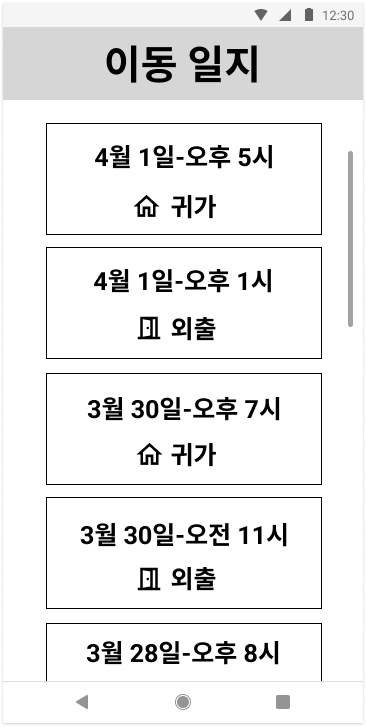 12:30
이동 일지
4월 1일-오후 5시
귀가
4월 1일-오후 1시
외출
3월 30일-오후 7시
귀가
3월 30일-오전 11시
외출
3월 28일-오후 8시